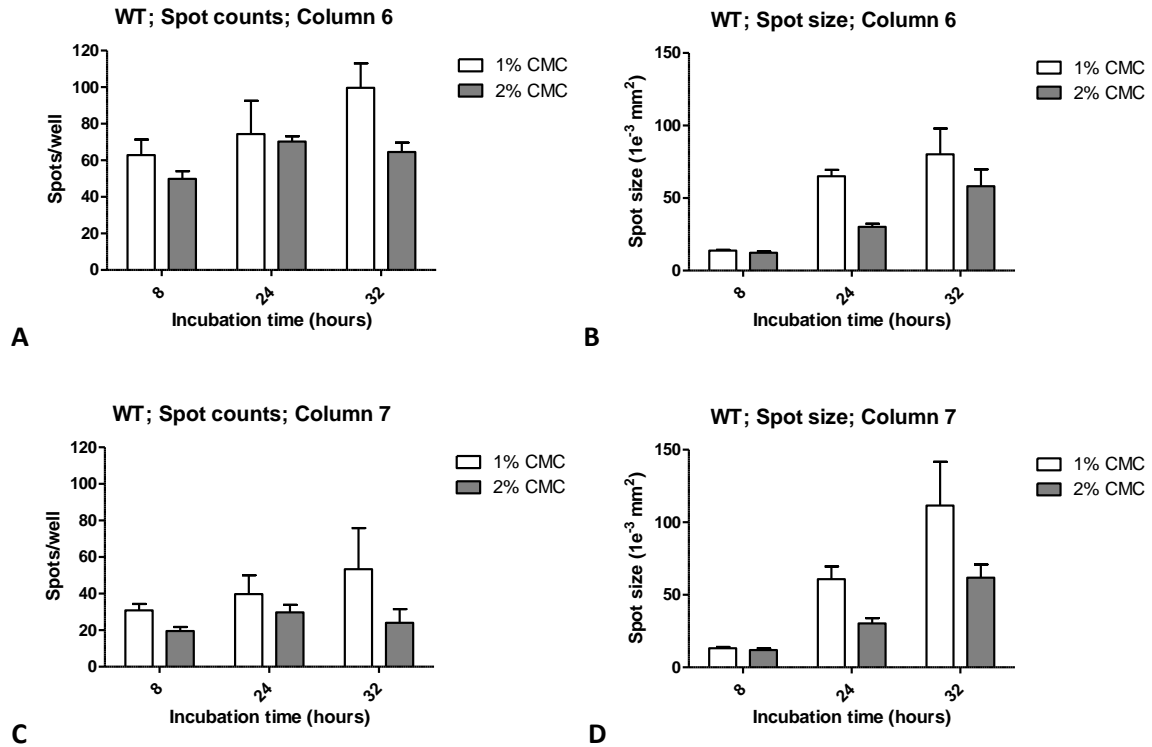 WT; Spot counts; Column 6
120
100
80
60
40
20
0
Spots/well
8
24
32
Incubation time (hours)
1% CMC
2% CMC
A
WT; Spot size; Column 6
150
100
50
0
Spot size (1e⁻³ mm²)
8
24
32
Incubation time (hours)
1% CMC
2% CMC
B
WT; Spot counts; Column 7
120
100
80
60
40
20
0
Spots/well
8
24
32
Incubation time (hours)
1% CMC
2% CMC
C
WT; Spot size; Column 7
150
100
50
0
Spot size (1e⁻³ mm²)
8
24
32
Incubation time (hours)
1% CMC
2% CMC
D